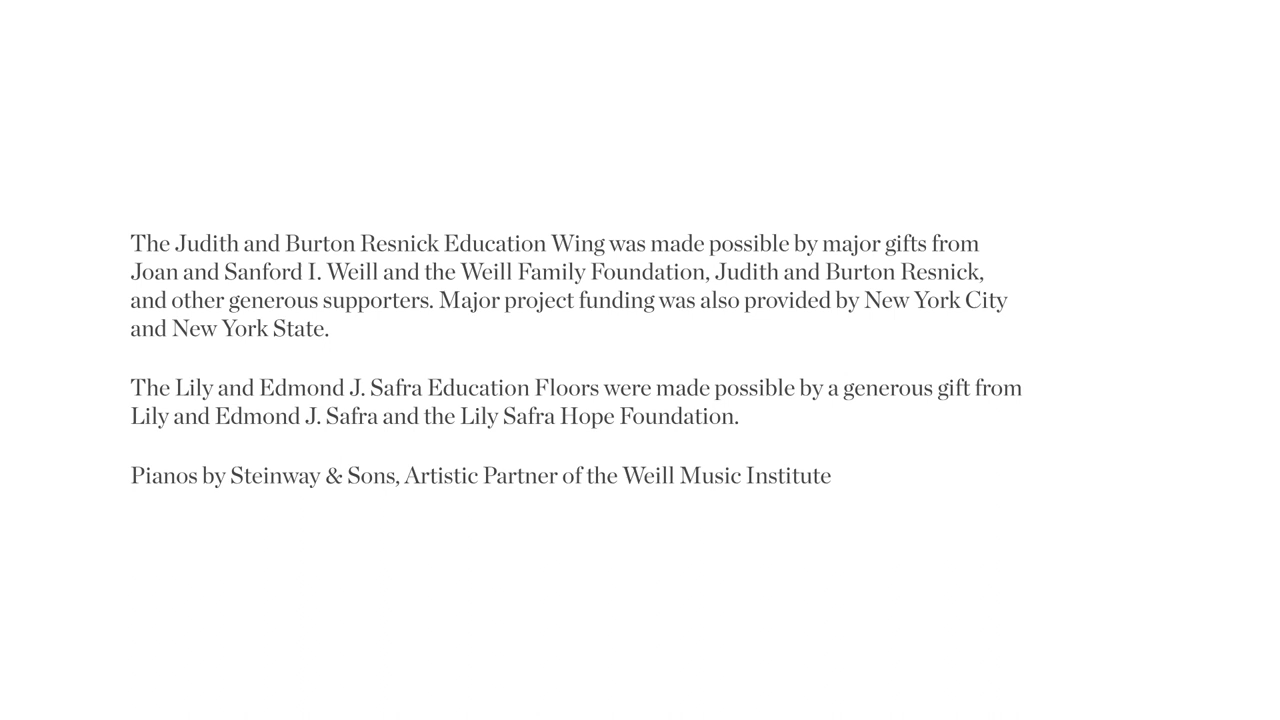 The Judith and Burton Resnick Education Wing was made possible by major gifts from
Joan and Sanford I. Weill and the Weill Family Foundation, Judith and Burton Resnick,
and other generous supporters. Major project funding was also provided by New York City
and New York State.
The Lily and Edmond J. Safra Education Floors were made possible by a generous gift from
Lily and Edmond J. Safra and the Lily Safra Hope Foundation.
Pianos by Steinway & Sons, Artistic Partner of the Weill Music Institute